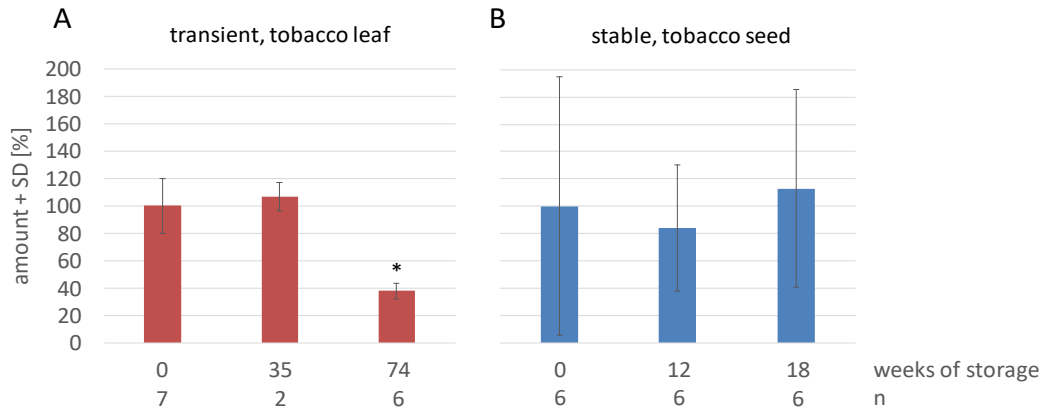 A
transient, tobacco leaf
B
stable, tobacco seed
amount + SD [%]
200
180
160
140
120
100
80
60
40
20
0
*
0 35 74 0 12 18 weeks of storage
7 2 6 6 6 6 n